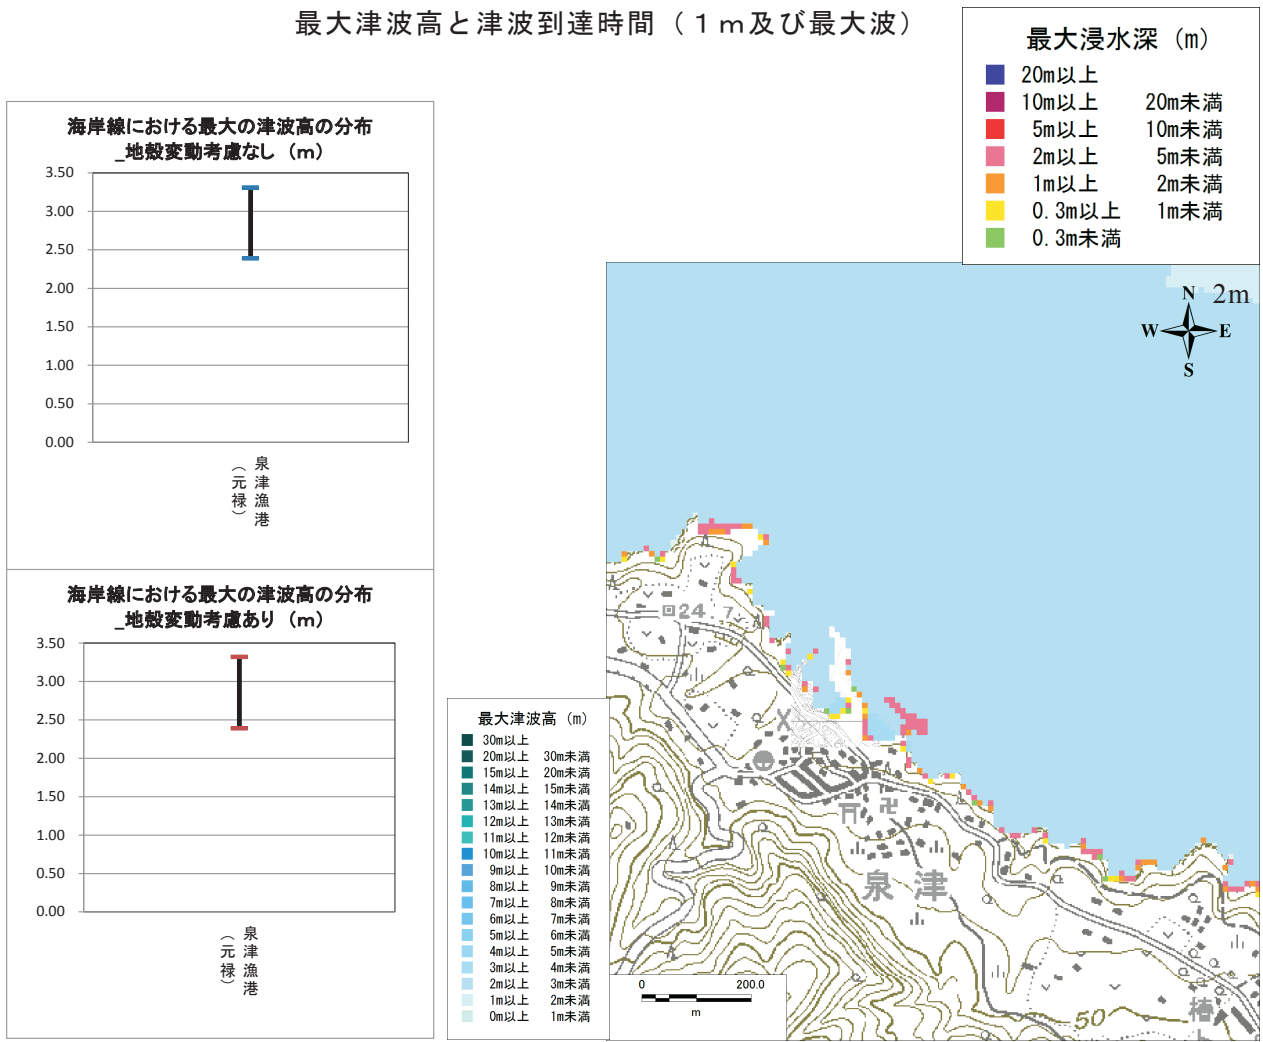 最大津波高と津波到達時間（１ｍ及び最大波）
最大浸水深（m）
20m以上
10m以上 20m未満
5m以上 10m未満
2m以上 5m未満
1m以上 2m未満
0.3m以上 1m未満
0.3m未満
海岸線における最大の津波高の分布
_地殻変動考慮なし（m）
3.50
3.00
2.50
2.00
1.50
1.00
0.50
0.00
泉津漁港
（元禄）
海岸線における最大の津波高の分布
_地殻変動考慮あり（m）
3.50
3.00
2.50
2.00
1.50
1.00
0.50
0.00
泉津漁港
（元禄）
最大津波高（m）
30m以上
20m以上 30m未満
15m以上 20m未満
14m以上 15m未満
13m以上 14m未満
12m以上 13m未満
11m以上 12m未満
10m以上 11m未満
9m以上 10m未満
8m以上 9m未満
7m以上 8m未満
6m以上 7m未満
5m以上 6m未満
4m以上 5m未満
3m以上 4m未満
2m以上 3m未満
1m以上 2m未満
0m以上 1m未満
N
2m
W
E
S
24.7
泉津
50
椿
0 200.0
m